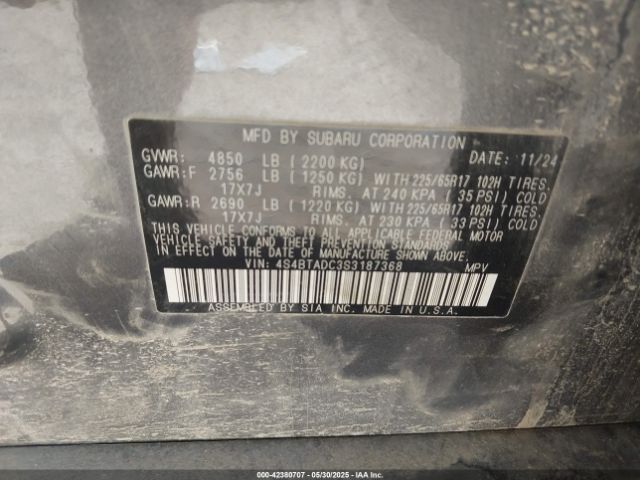 MFD BY SUBARU CORPORATION
GVWR: 4850 LB ( 2200 KG) DATE: 11/24
GAWR:F 2756 LB ( 1250 KG) WITH 225/65R17 102H TIRES,
17X7J RIMS, AT 240 KPA ( 35 PSI) COLD
GAWR:R 2690 LB ( 1220 KG) WITH 225/65R17 102H TIRES,
17X7J RIMS, AT 230 KPA ( 33 PSI) COLD
THIS VEHICLE CONFORMS TO ALL APPLICABLE FEDERAL MOTOR
VEHICLE SAFETY AND THEFT PREVENTION STANDARDS
IN EFFECT ON THE DATE OF MANUFACTURE SHOWN ABOVE.
VIN: 4S4BTADC3S3187368 MPV
ASSEMBLED BY SIA INC. MADE IN U.S.A.
000-42380707 - 05/30/2025 - IAA Inc.